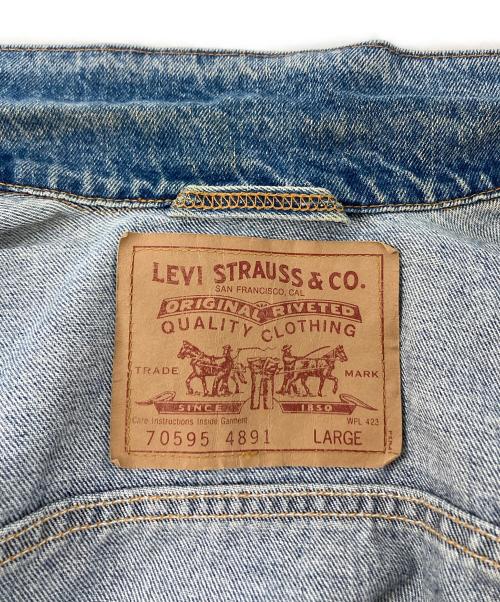 LEVI STRAUSS & CO.
SAN FRANCISCO, CAL
ORIGINAL RIVETED
QUALITY CLOTHING
TRADE MARK
SINCE 1850
Care Instructions Inside Garment WPL 423
70595 4891 LARGE